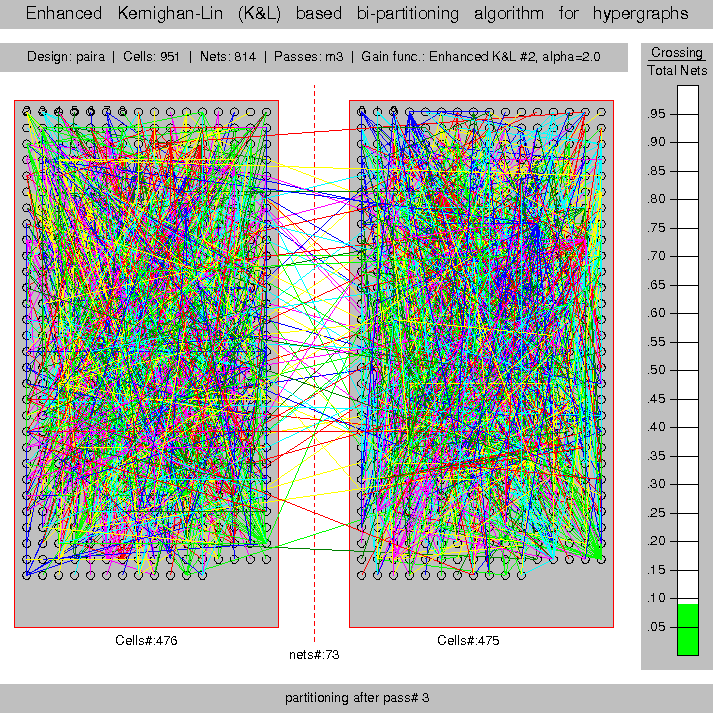 Enhanced Kernighan-Lin (K&L) based bi-partitioning algorithm for hypergraphs
Design: paira | Cells: 951 | Nets: 814 | Passes: m3 | Gain func.: Enhanced K&L #2, alpha=2.0
Crossing
Total Nets
.95
.90
.85
.80
.75
.70
.65
.60
.55
.50
.45
.40
.35
.30
.25
.20
.15
.10
.05
Cells#:476
Cells#:475
nets#:73
partitioning after pass# 3